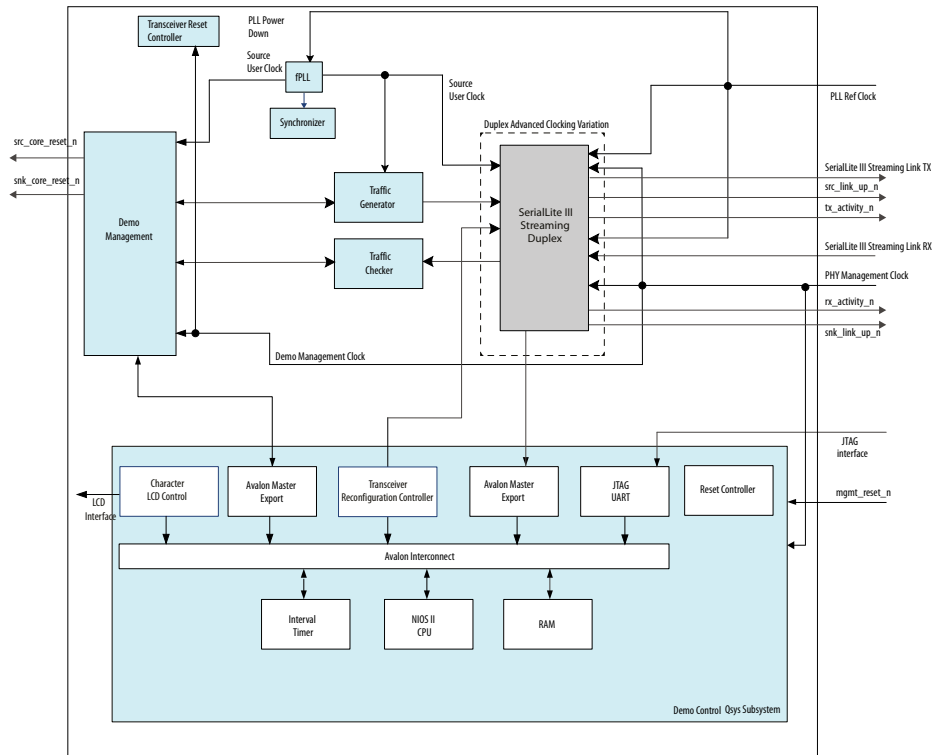 Transceiver Reset
Controller
PLL Power
Down
Source
User Clock
fPLL
Source
User Clock
PLL Ref Clock
Synchronizer
Duplex Advanced Clocking Variation
src_core_reset_n
snk_core_reset_n
Demo
Management
Traffic
Generator
Traffic
Checker
SerialLite III
Streaming
Duplex
SerialLite III Streaming Link TX
src_link_up_n
tx_activity_n
SerialLite III Streaming Link RX
PHY Management Clock
rx_activity_n
snk_link_up_n
Demo Management Clock
JTAG
interface
Character
LCD Control
Avalon Master
Export
Transceiver
Reconfiguration Controller
Avalon Master
Export
JTAG
UART
Reset Controller
LCD
Interface
mgmt_reset_n
Avalon Interconnect
Interval
Timer
NIOS II
CPU
RAM
Demo Control Qsys Subsystem